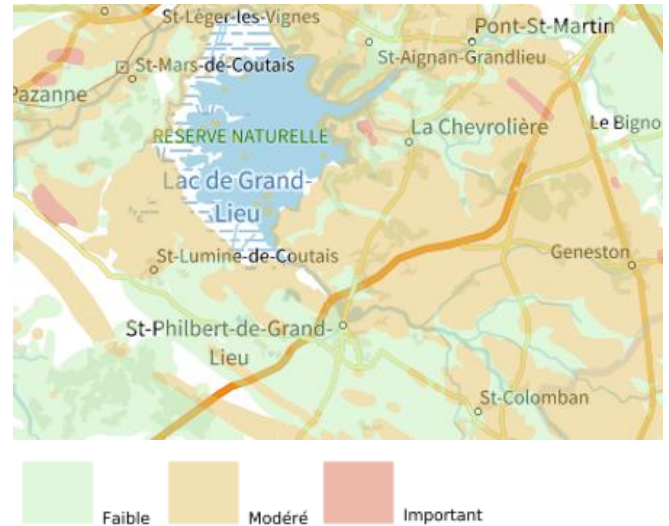 St-Léger-les-Vignes
Pont-St-Martin
St-Aignan-Grandlieu
St-Mars-de-Coutais
Pazanne
RÉSERVE NATURELLE
La Chevrolière
Le Bigno
Lac de Grand-
Lieu
St-Lumine-de-Coutais
Geneston
St-Philbert-de-Grand-
Lieu
St-Colomban
Faible
Modéré
Important